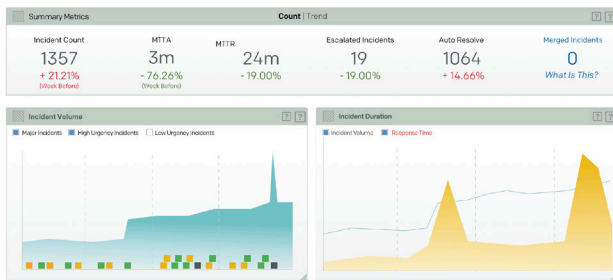 Summary Metrics
Count | Trend
? ?
Incident Count
1357
+ 21.21%
(Week Before)
MTTA
3m
- 76.26%
(Week Before)
MTTR
24m
- 19.00%
Escalated Incidents
19
- 19.00%
Auto Resolve
1064
+ 14.66%
Merged Incidents
0
What Is This?
Incident Volume
? ?
Major Incidents High Urgency Incidents Low Urgency Incidents
Incident Duration
? ?
Incident Volume Response Time